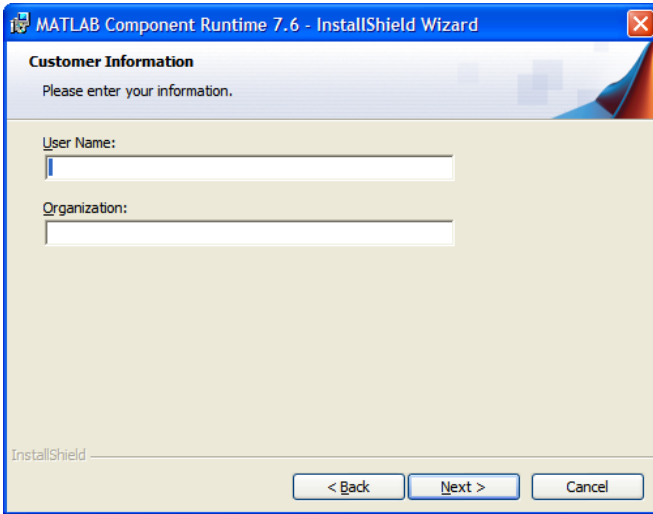 MATLAB Component Runtime 7.6 - InstallShield Wizard
Customer Information
Please enter your information.
User Name:
Organization:
InstallShield
< Back
Next >
Cancel